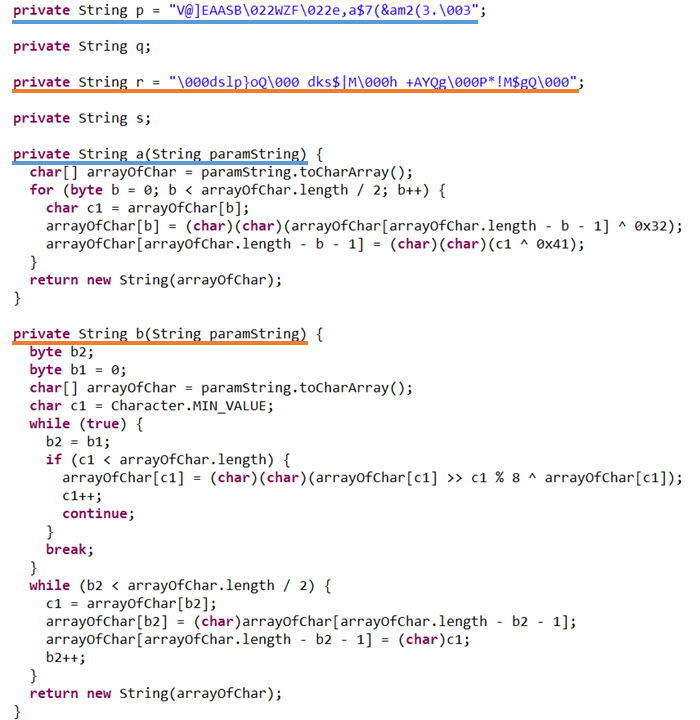 private String p = "V@]EAASB\022WZF\022e,a$7(&am2(3.\003";
private String q;
private String r = "\000dslp}oQ\000 dks$|M\000h +AYQg\000P*!M$gQ\000";
private String s;
private String a(String paramString) {
char[] arrayOfChar = paramString.toCharArray();
for (byte b = 0; b < arrayOfChar.length / 2; b++) {
char c1 = arrayOfChar[b];
arrayOfChar[b] = (char)(char)(arrayOfChar[arrayOfChar.length - b - 1] ^ 0x32);
arrayOfChar[arrayOfChar.length - b - 1] = (char)(char)(c1 ^ 0x41);
}
return new String(arrayOfChar);
}
private String b(String paramString) {
byte b2;
byte b1 = 0;
char[] arrayOfChar = paramString.toCharArray();
char c1 = Character.MIN_VALUE;
while (true) {
b2 = b1;
if (c1 < arrayOfChar.length) {
arrayOfChar[c1] = (char)(char)(arrayOfChar[c1] >> c1 % 8 ^ arrayOfChar[c1]);
c1++;
continue;
}
break;
}
while (b2 < arrayOfChar.length / 2) {
c1 = arrayOfChar[b2];
arrayOfChar[b2] = (char)arrayOfChar[arrayOfChar.length - b2 - 1];
arrayOfChar[arrayOfChar.length - b2 - 1] = (char)c1;
b2++;
}
return new String(arrayOfChar);
}